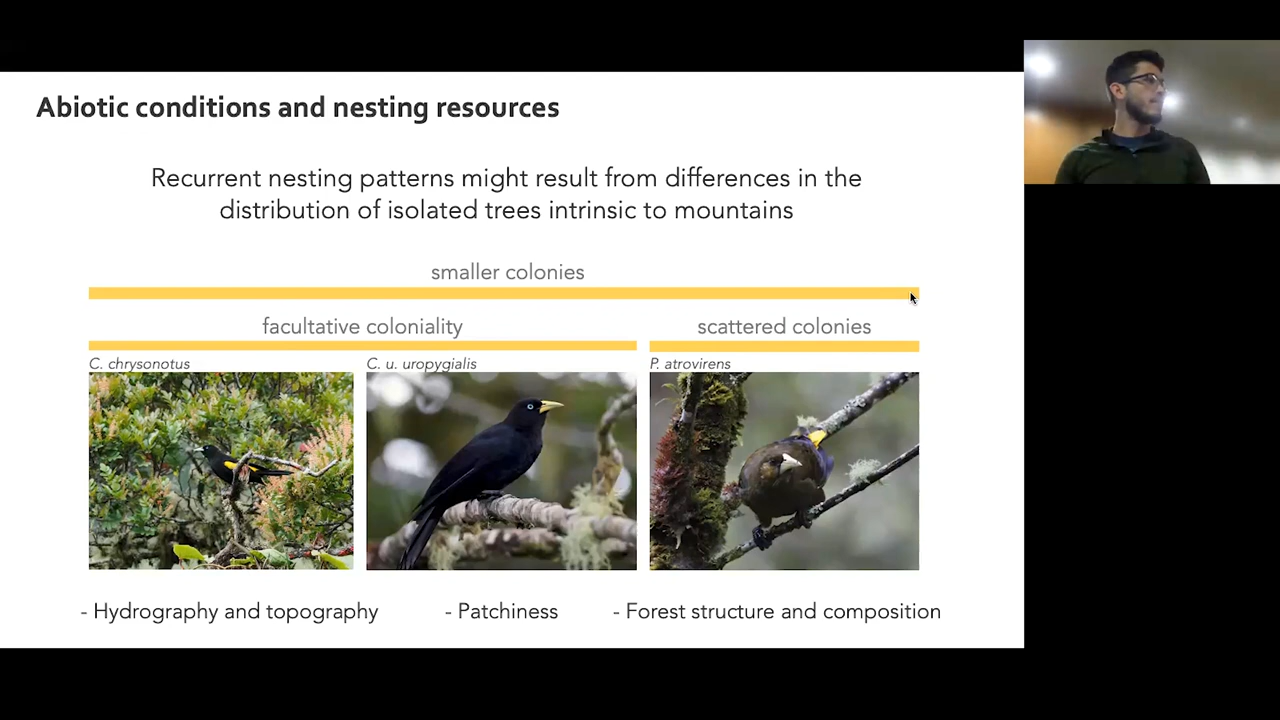 Abiotic conditions and nesting resources
Recurrent nesting patterns might result from differences in the
distribution of isolated trees intrinsic to mountains
smaller colonies
facultative coloniality
scattered colonies
C. chrysonotus
C. u. uropygialis
P. atrovirens
- Hydrography and topography
- Patchiness
- Forest structure and composition